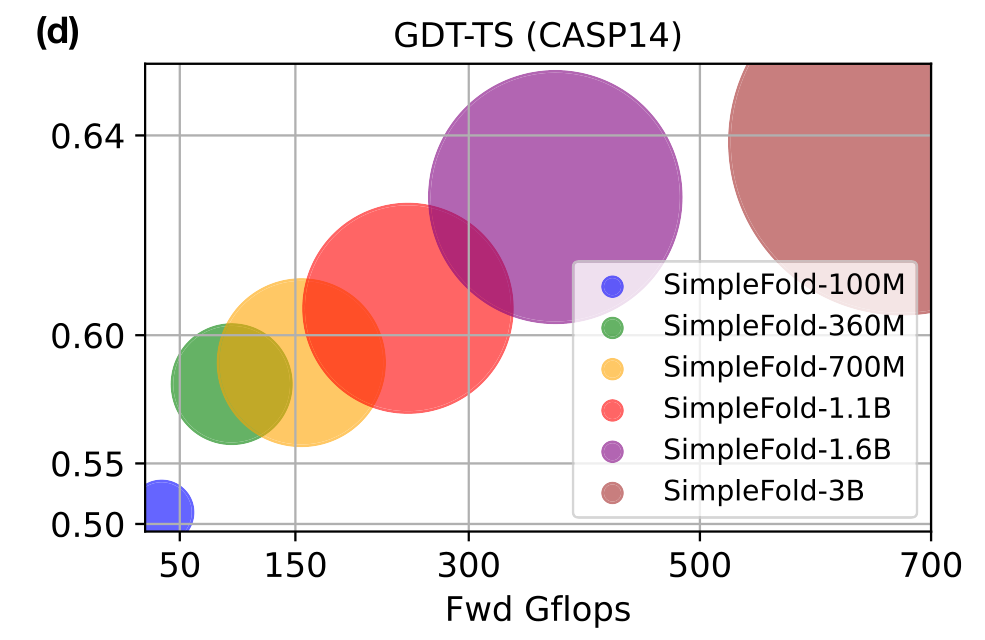 (d)
GDT-TS (CASP14)
0.64
0.60
0.55
0.50
SimpleFold-100M
SimpleFold-360M
SimpleFold-700M
SimpleFold-1.1B
SimpleFold-1.6B
SimpleFold-3B
50 150 300 500 700
Fwd Gflops